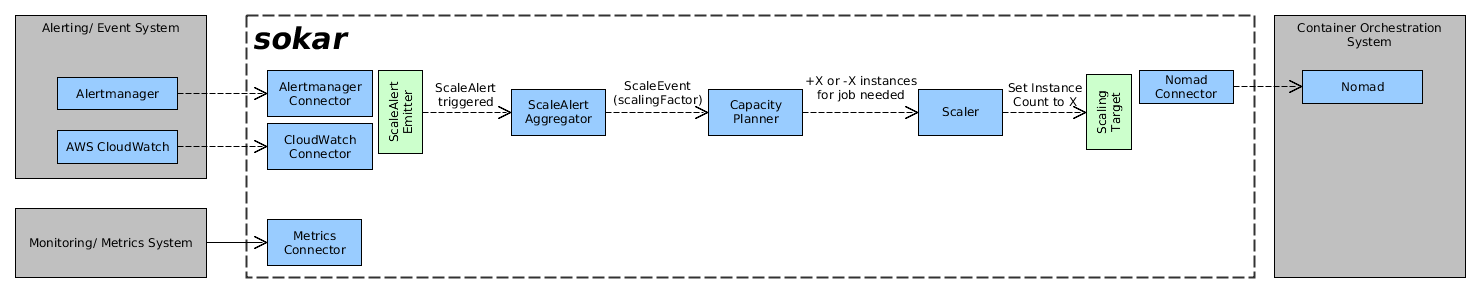 Alerting/ Event System
Alertmanager
AWS CloudWatch
Monitoring/ Metrics System
sokar
Alertmanager
Connector
CloudWatch
Connector
Metrics
Connector
ScaleAlert
Emitter
ScaleAlert
triggered
ScaleAlert
Aggregator
ScaleEvent
(scalingFactor)
Capacity
Planner
+X or -X instances
for job needed
Scaler
Set Instance
Count to X
Scaling
Target
Nomad
Connector
Container Orchestration
System
Nomad